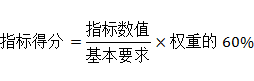 指标得分 = 指标数值/基本要求 × 权重的 60%